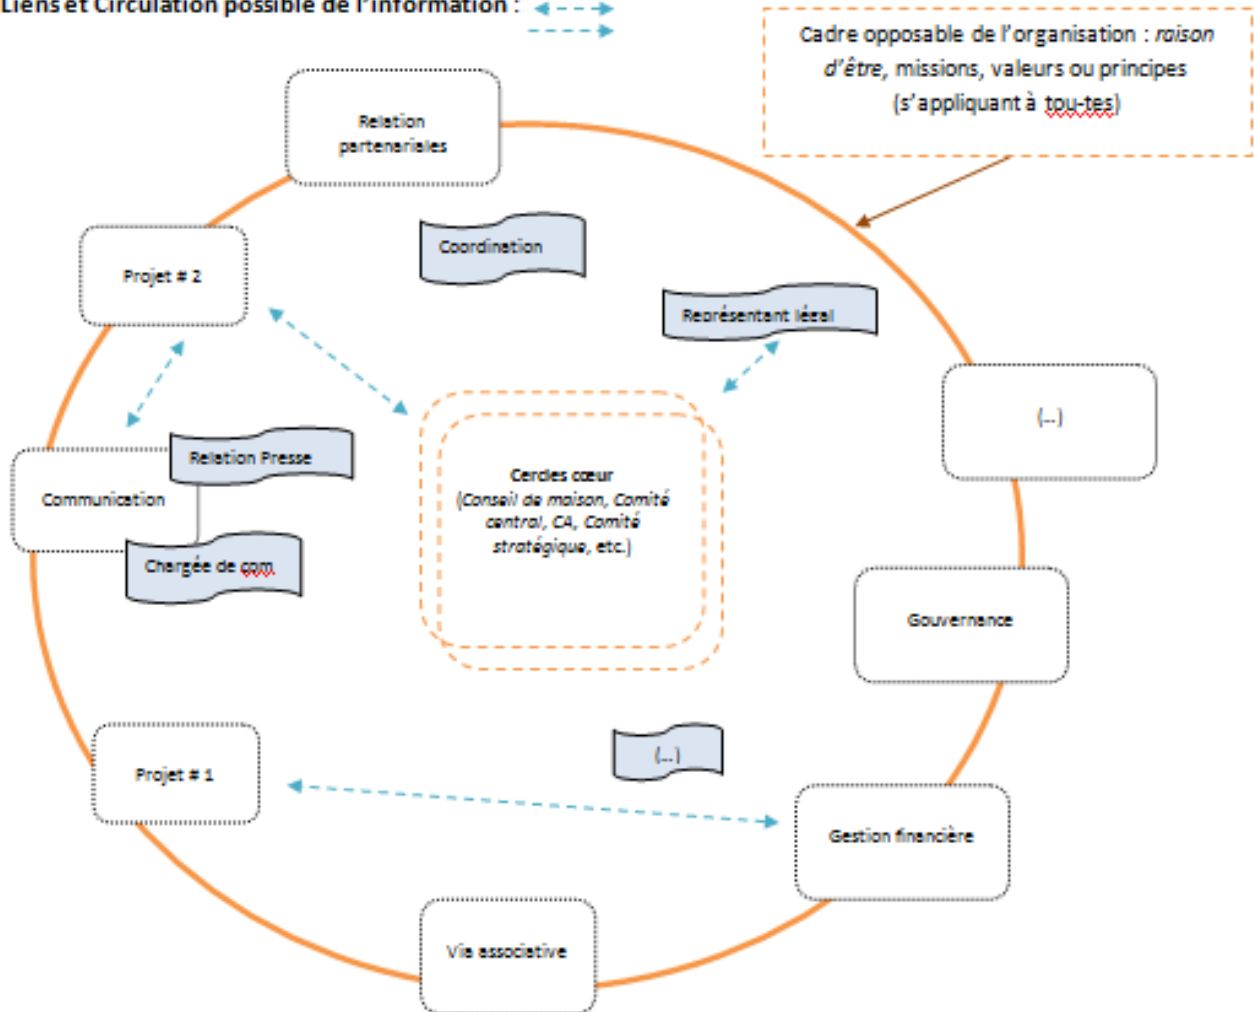 Liens et Circulation possible de l'information :
Cadre opposable de l'organisation : raison
d'être, missions, valeurs ou principes
(s'appliquant à tou-tes)
Relation
partenariales
Coordination
Projet # 2
Représentant légal
(...)
Relation Presse
Communication
Cercles cœur
(Conseil de maison, Comité
central, CA, Comité
stratégique, etc.)
Chargée de com
Gouvernance
(...)
Projet # 1
Gestion financière
Via associative